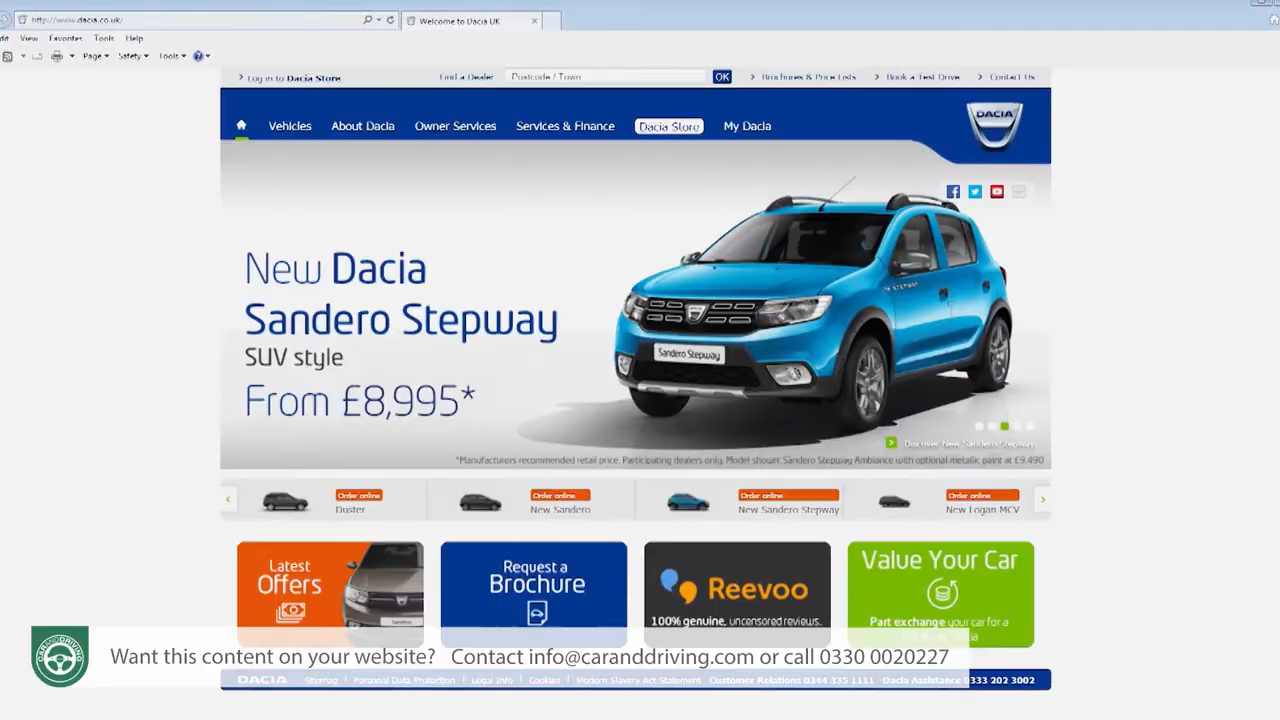 http://www.dacia.co.uk/
Welcome to Dacia UK
View Favorites Tools Help
Page Safety Tools
Log in to Dacia Store
Find a Dealer
Postcode / Town
OK
Brochures & Price Lists
Book a Test Drive
Contact Us
Vehicles
About Dacia
Owner Services
Services & Finance
Dacia Store
My Dacia
DACIA
New Dacia
Sandero Stepway
SUV style
From £8,995*
STEPWAY
Sandero Stepway
Discover New Sandero Stepway
*Manufacturers recommended retail price. Participating dealers only. Model shown: Sandero Stepway Ambiance with optional metallic paint at £9,490
Order online
Duster
Order online
New Sandero
Order online
New Sandero Stepway
Order online
New Logan MCV
Latest
Offers
Sandero
Request a
Brochure
Reevoo
100% genuine, uncensored reviews.
Value Your Car
Part exchange your car for a
CARANDDRIVING
Want this content on your website? Contact info@caranddriving.com or call 0330 0020227
DACIA Sitemap | Personal Data Protection | Legal Info | Cookies | Modern Slavery Act Statement Customer Relations 0344 335 1111 Dacia Assistance 0333 202 3002